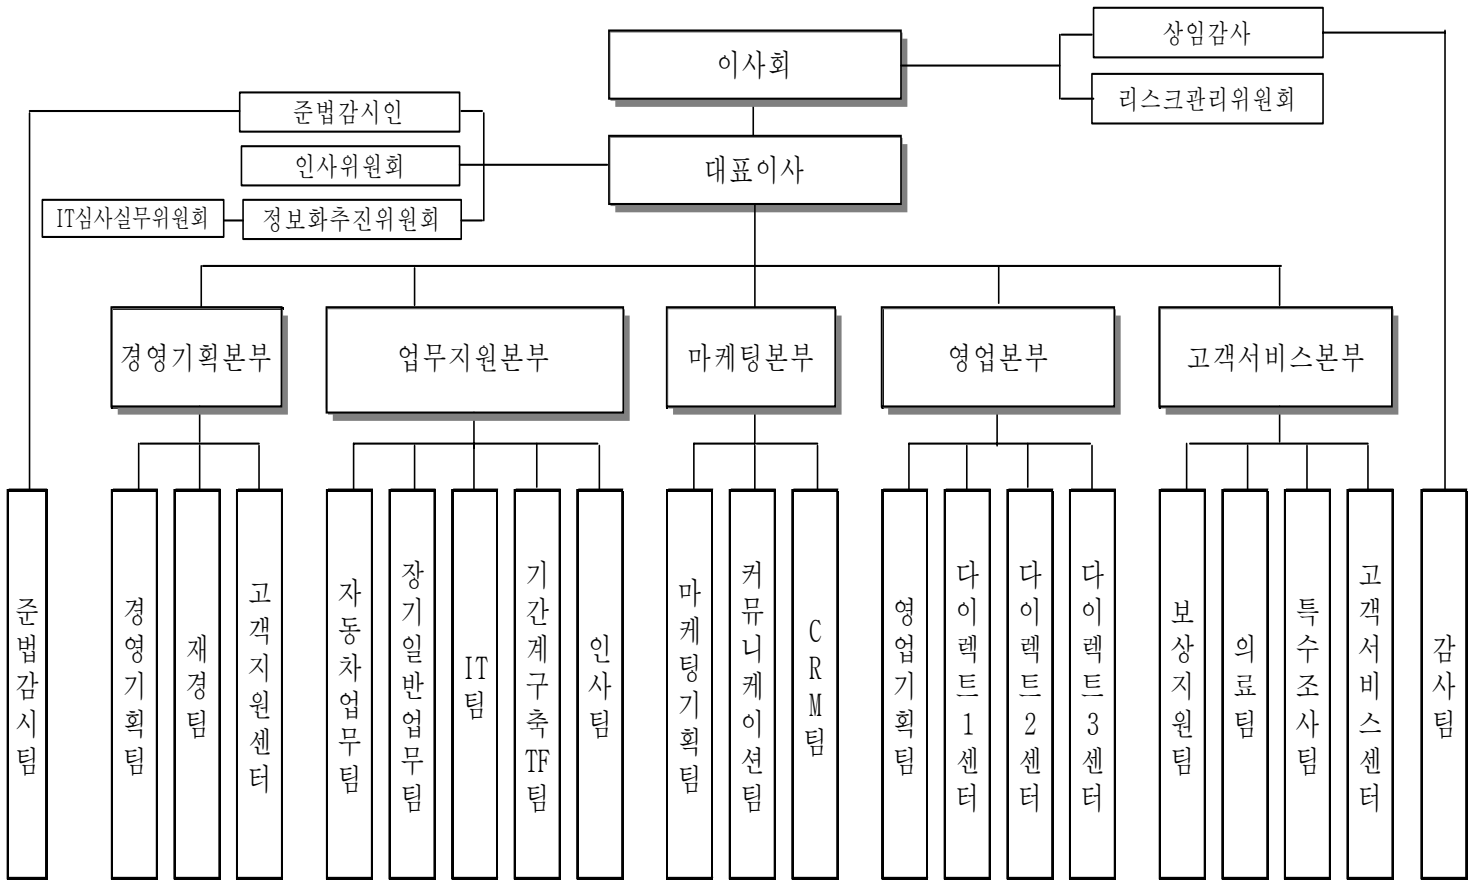 상임감사
이사회
리스크관리위원회
준법감시인
인사위원회
대표이사
IT심사실무위원회
정보화추진위원회
경영기획본부
업무지원본부
마케팅본부
영업본부
고객서비스본부
준법감시팀
경영기획팀
재경팀
고객지원센터
자동차업무팀
장기일반업무팀
IT팀
기간계구축TF팀
인사팀
마케팅기획팀
커뮤니케이션팀
CRM팀
영업기획팀
다이렉트1센터
다이렉트2센터
다이렉트3센터
보상지원팀
의료팀
특수조사팀
고객서비스센터
감사팀